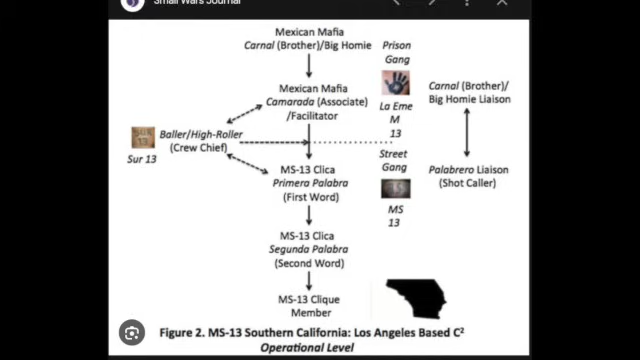 Small Wars Journal
Mexican Mafia
Carnal (Brother)/Big Homie
Prison
Gang
Mexican Mafia
Camarada (Associate)
/Facilitator
La Eme
M
13
Carnal (Brother)/
Big Homie Liaison
SUR
13
Baller/High-Roller
(Crew Chief)
Sur 13
Street
Gang
MS-13 Clica
Primera Palabra
(First Word)
MS
13
Palabrero Liaison
(Shot Caller)
MS-13 Clica
Segunda Palabra
(Second Word)
MS-13 Clique
Member
Figure 2. MS-13 Southern California: Los Angeles Based C²
Operational Level